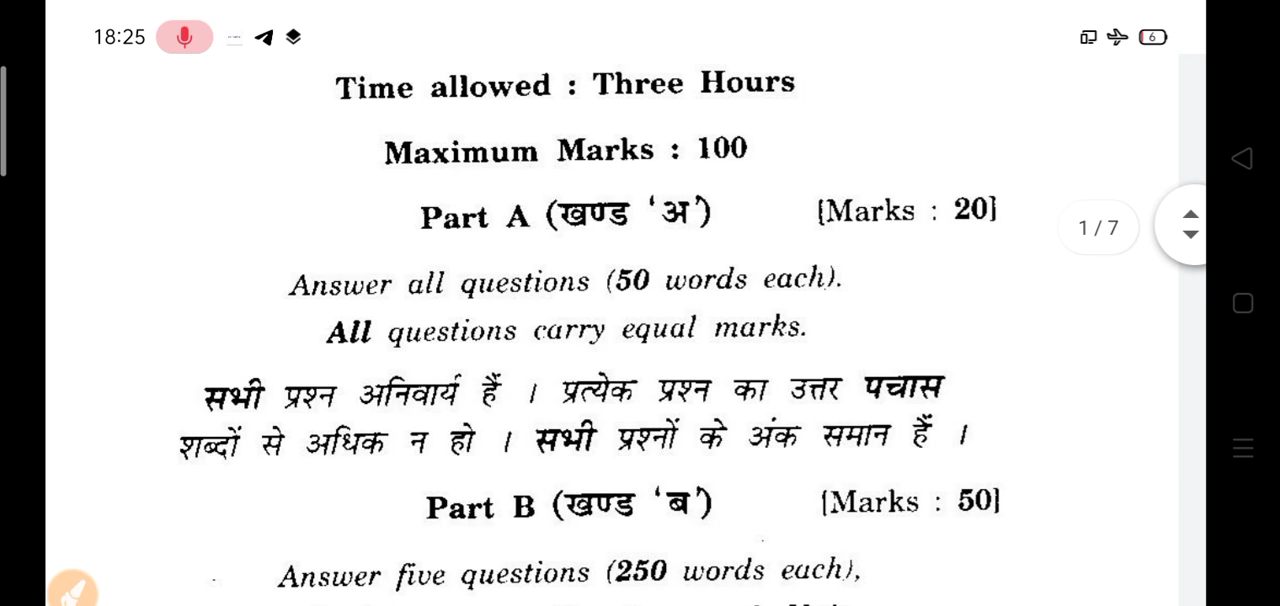 18:25
6
Time allowed : Three Hours
Maximum Marks : 100
Part A (खण्ड 'अ') [Marks : 20]
1 / 7
Answer all questions (50 words each).
All questions carry equal marks.
सभी प्रश्न अनिवार्य हैं । प्रत्येक प्रश्न का उत्तर पचास
शब्दों से अधिक न हो । सभी प्रश्नों के अंक समान हैं ।
Part B (खण्ड 'ब') [Marks : 50]
Answer five questions (250 words each),